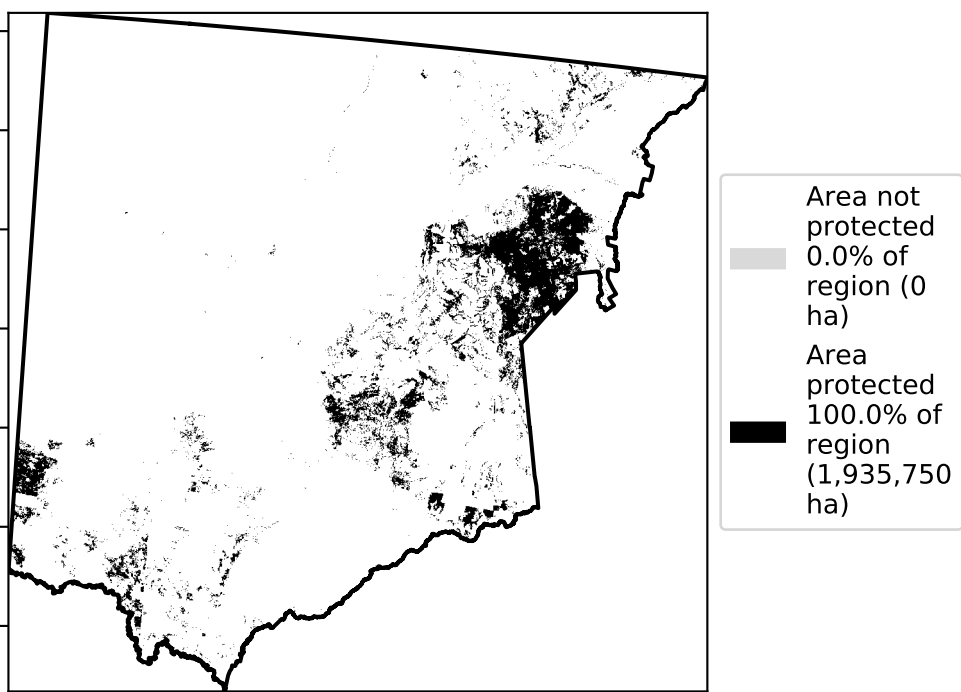 Area not
protected
0.0% of
region (0
ha)
Area
protected
100.0% of
region
(1,935,750
ha)